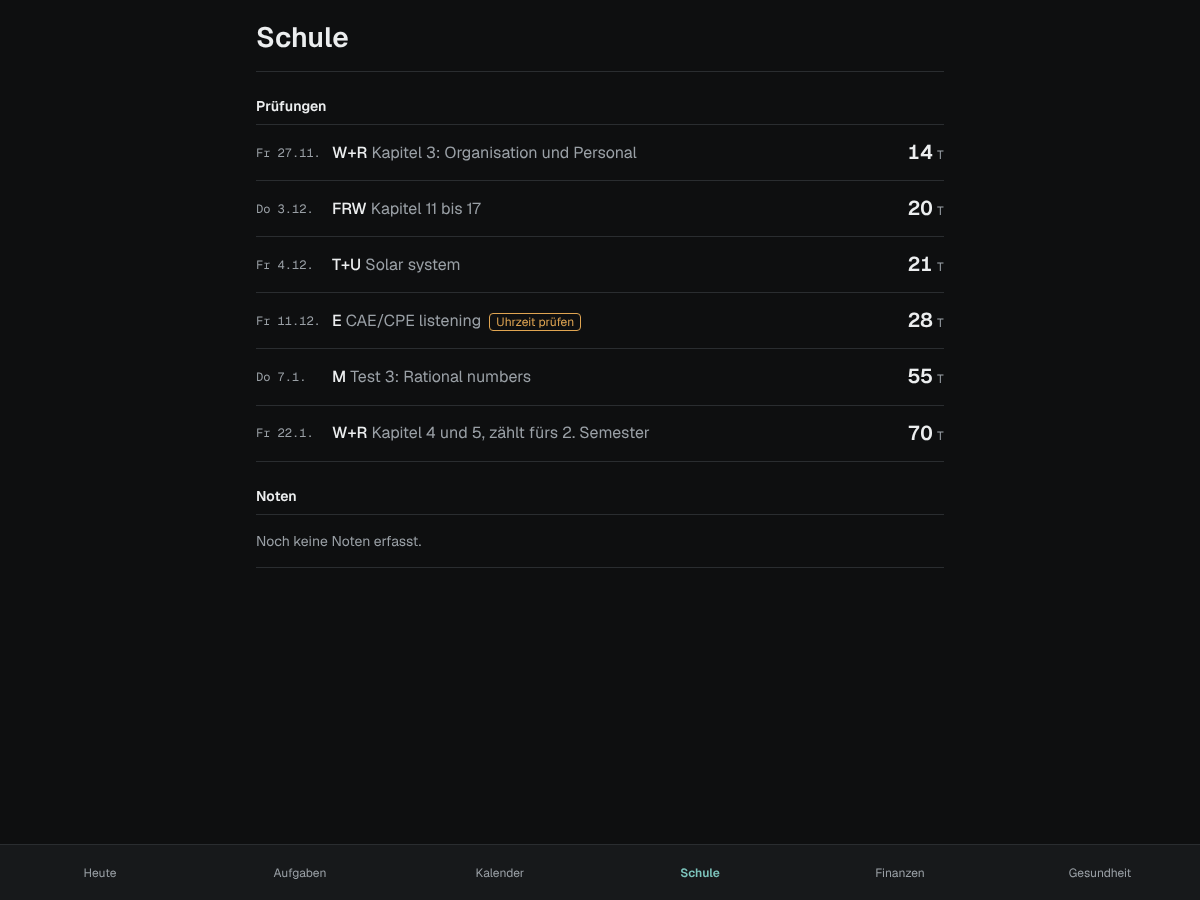 Schule
Prüfungen
Fr 27.11. W+R Kapitel 3: Organisation und Personal 14 T
Do 3.12. FRW Kapitel 11 bis 17 20 T
Fr 4.12. T+U Solar system 21 T
Fr 11.12. E CAE/CPE listening Uhrzeit prüfen 28 T
Do 7.1. M Test 3: Rational numbers 55 T
Fr 22.1. W+R Kapitel 4 und 5, zählt fürs 2. Semester 70 T
Noten
Noch keine Noten erfasst.
Heute Aufgaben Kalender Schule Finanzen Gesundheit